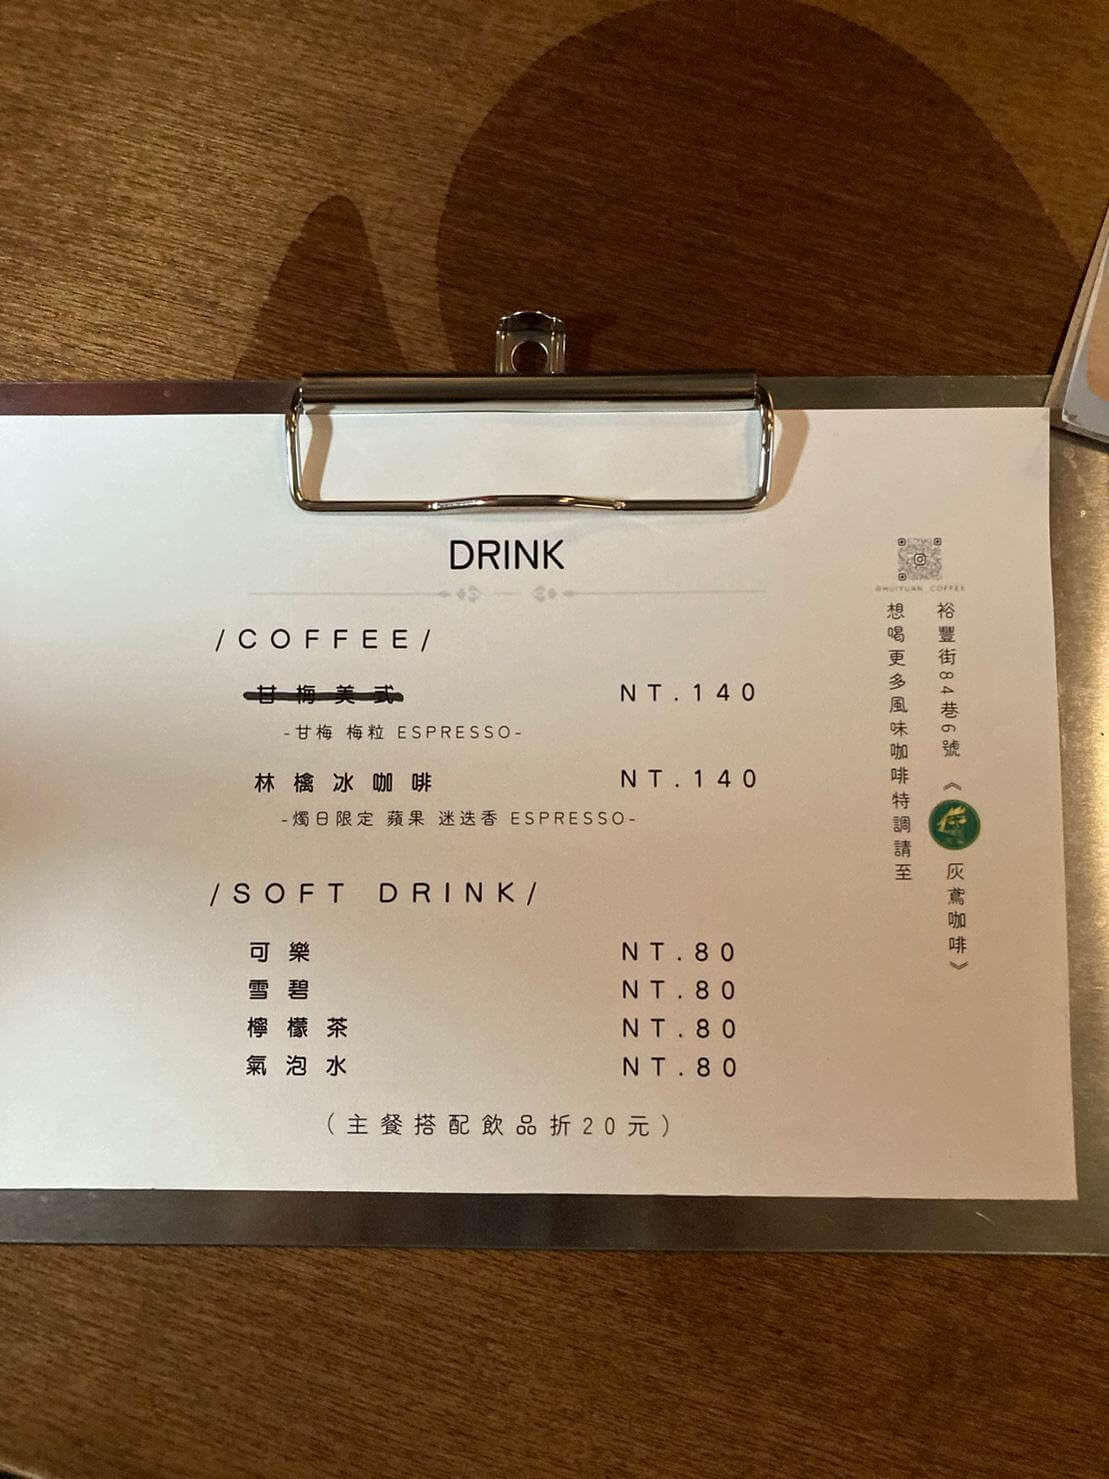 DRINK
/COFFEE/
甘梅美式 NT.140
-甘梅 梅粒 ESPRESSO-
林檎冰咖啡 NT.140
-燭日限定 蘋果 迷迭香 ESPRESSO-
/SOFT DRINK/
可樂 NT.80
雪碧 NT.80
檸檬茶 NT.80
氣泡水 NT.80
（主餐搭配飲品折20元）
@HUIYUAN_COFFEE
想喝更多風味咖啡特調請至
裕豐街84巷6號《灰鳶咖啡》